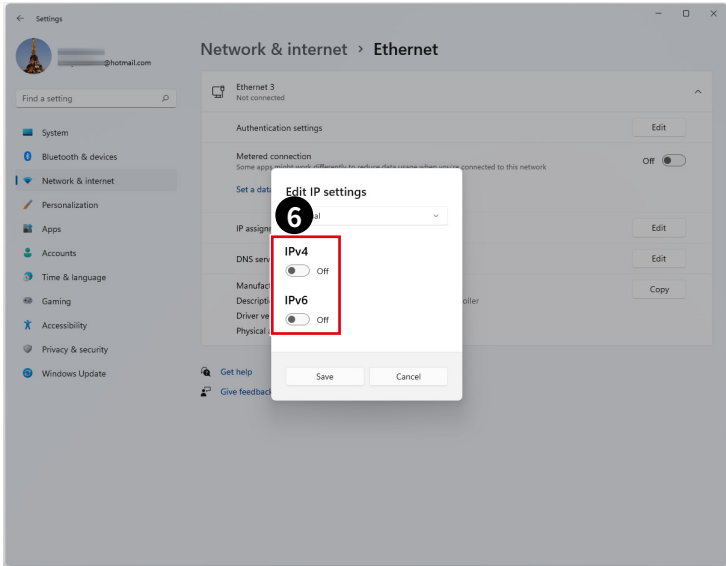 Settings
@hotmail.com
Find a setting
System
Bluetooth & devices
Network & internet
Personalization
Apps
Accounts
Time & language
Gaming
Accessibility
Privacy & security
Windows Update
Network & internet > Ethernet
Ethernet 3
Not connected
Authentication settings
Edit
Metered connection
Some apps might work differently to reduce data usage when you're connected to this network
Off
Set a data
IP assignm
Edit
DNS serv
Edit
Manufact
Copy
Descripti
oller
Driver ve
Physical
Get help
Give feedback
Edit IP settings
6
al
IPv4
Off
IPv6
Off
Save
Cancel